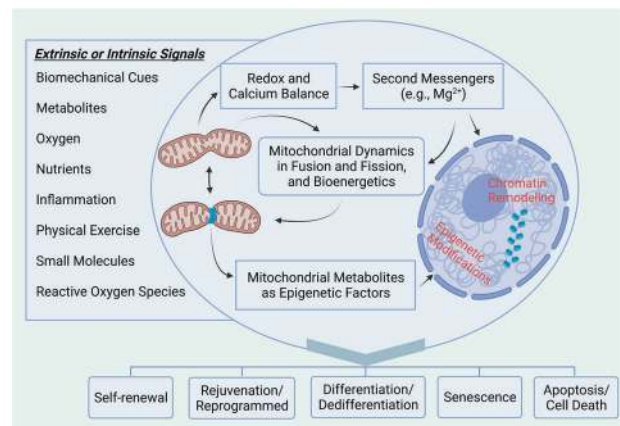 Extrinsic or Intrinsic Signals
Biomechanical Cues
Metabolites
Oxygen
Nutrients
Inflammation
Physical Exercise
Small Molecules
Reactive Oxygen Species
Redox and
Calcium Balance
Second Messengers
(e.g., Mg²⁺)
Mitochondrial Dynamics
in Fusion and Fission,
and Bioenergetics
Chromatin
Remodeling
Epigenetic
Modifications
Mitochondrial Metabolites
as Epigenetic Factors
Self-renewal
Rejuvenation/
Reprogrammed
Differentiation/
Dedifferentiation
Senescence
Apoptosis/
Cell Death